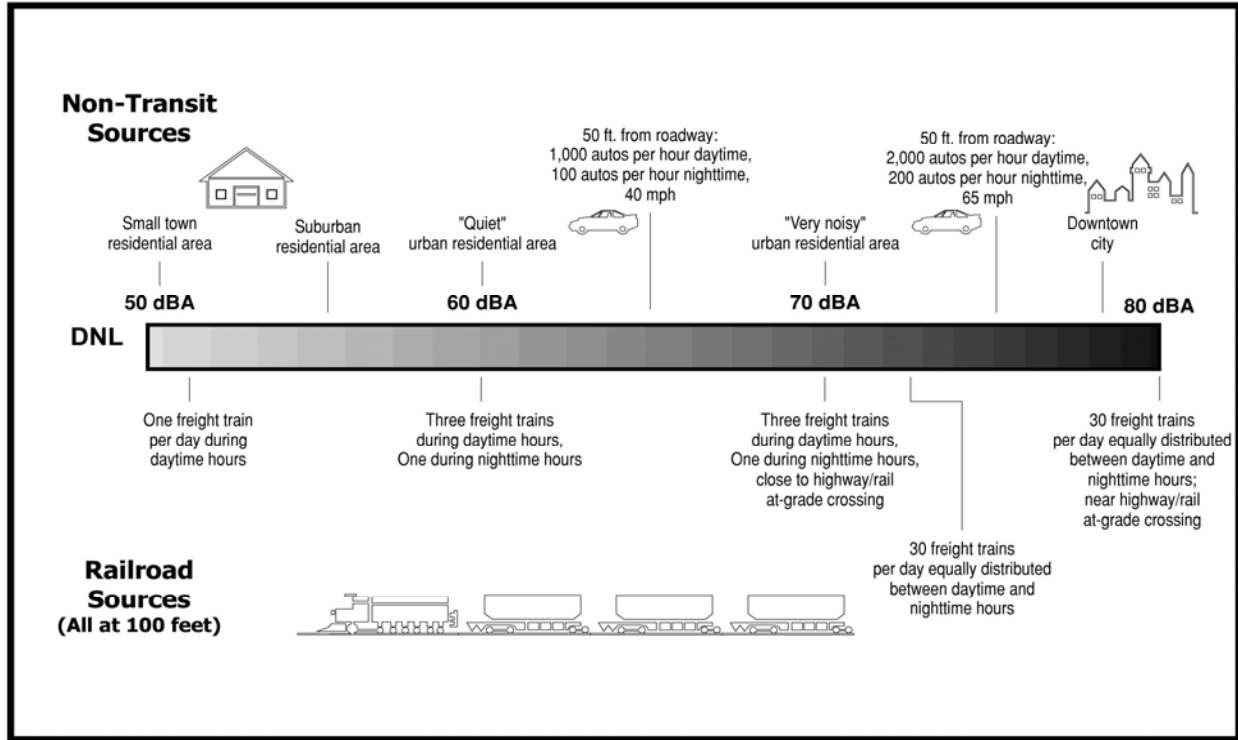 Non-Transit
Sources
50 ft. from roadway:
1,000 autos per hour daytime,
100 autos per hour nighttime,
40 mph
50 ft. from roadway:
2,000 autos per hour daytime,
200 autos per hour nighttime,
65 mph
Small town
residential area
Suburban
residential area
"Quiet"
urban residential area
"Very noisy"
urban residential area
Downtown
city
50 dBA
60 dBA
70 dBA
80 dBA
DNL
One freight train
per day during
daytime hours
Three freight trains
during daytime hours,
One during nighttime hours
Three freight trains
during daytime hours,
One during nighttime hours,
close to highway/rail
at-grade crossing
30 freight trains
per day equally distributed
between daytime and
nighttime hours;
near highway/rail
at-grade crossing
30 freight trains
per day equally distributed
between daytime and
nighttime hours
Railroad
Sources
(All at 100 feet)